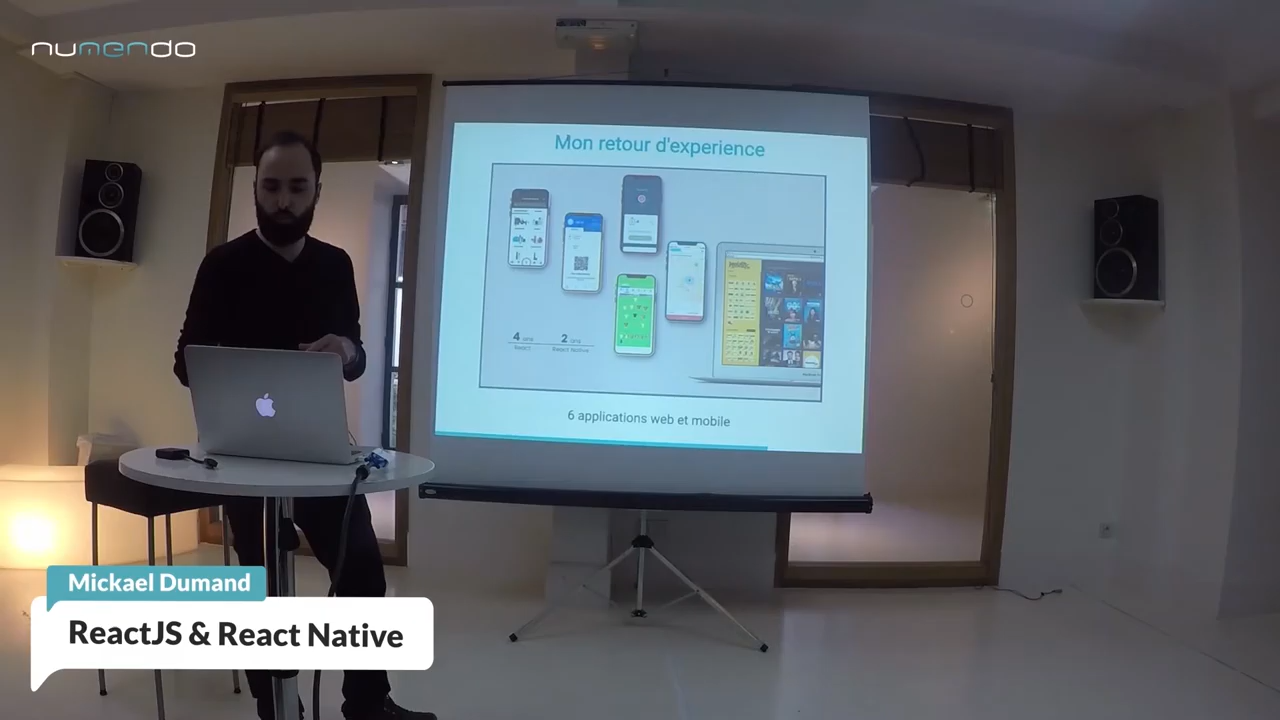 numendo
Mon retour d'experience
4 ans
2 ans
React
React Native
6 applications web et mobile
Mickael Dumand
ReactJS & React Native